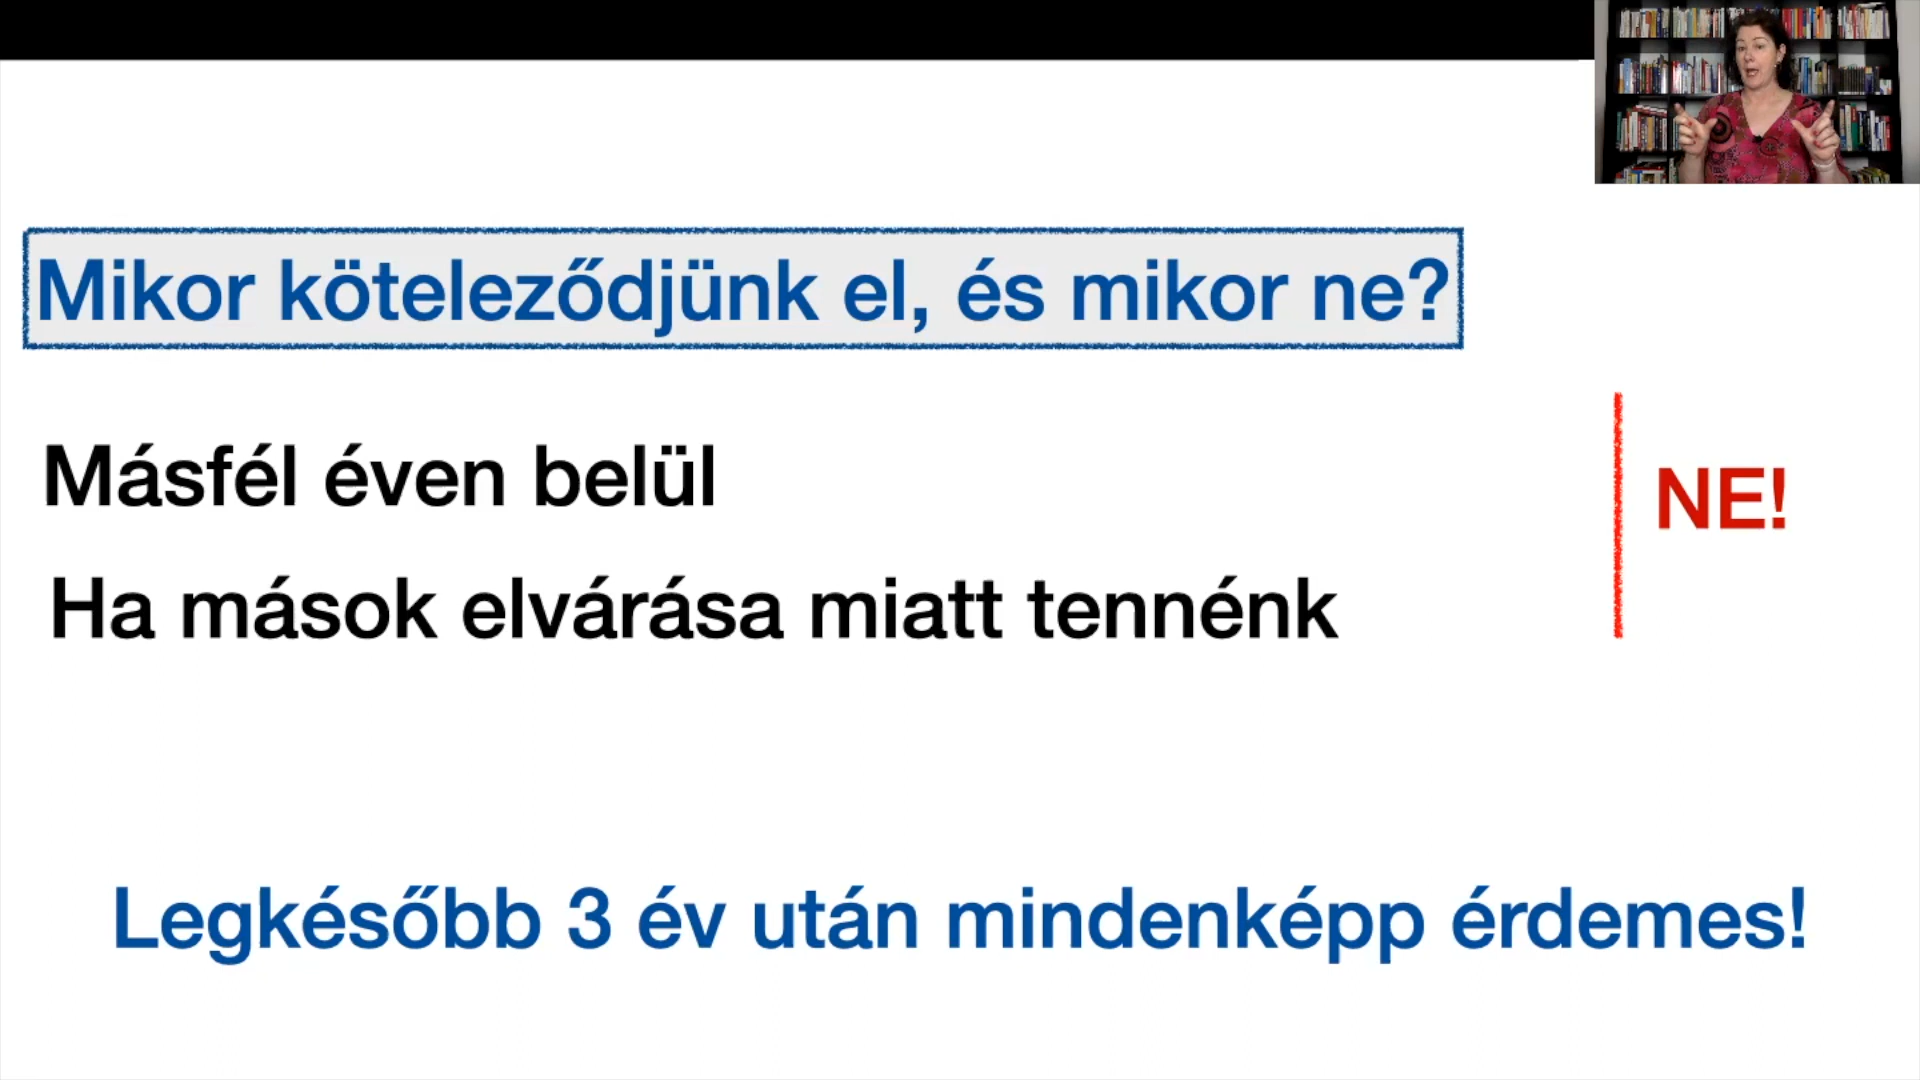 Mikor köteleződjünk el, és mikor ne?
Másfél éven belül
NE!
Ha mások elvárása miatt tennénk
Legkésőbb 3 év után mindenképp érdemes!